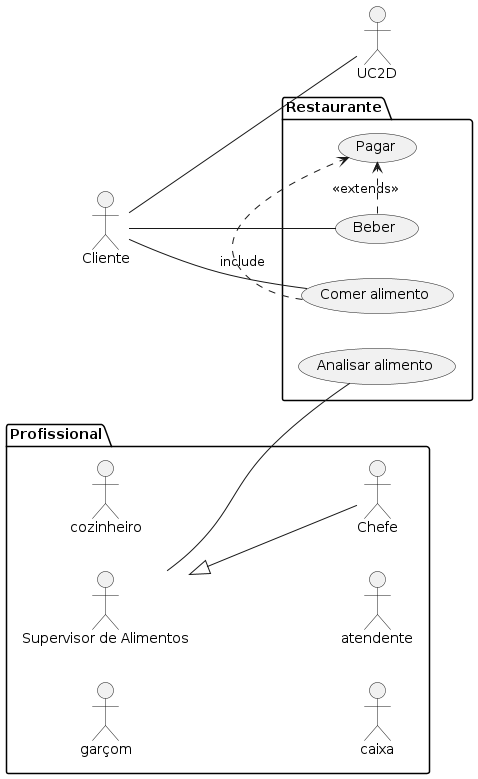 UC2D
Restaurante
Pagar
«extends»
Beber
Cliente
include
Comer alimento
Analisar alimento
Profissional
cozinheiro
Chefe
Supervisor de Alimentos
atendente
garçom
caixa